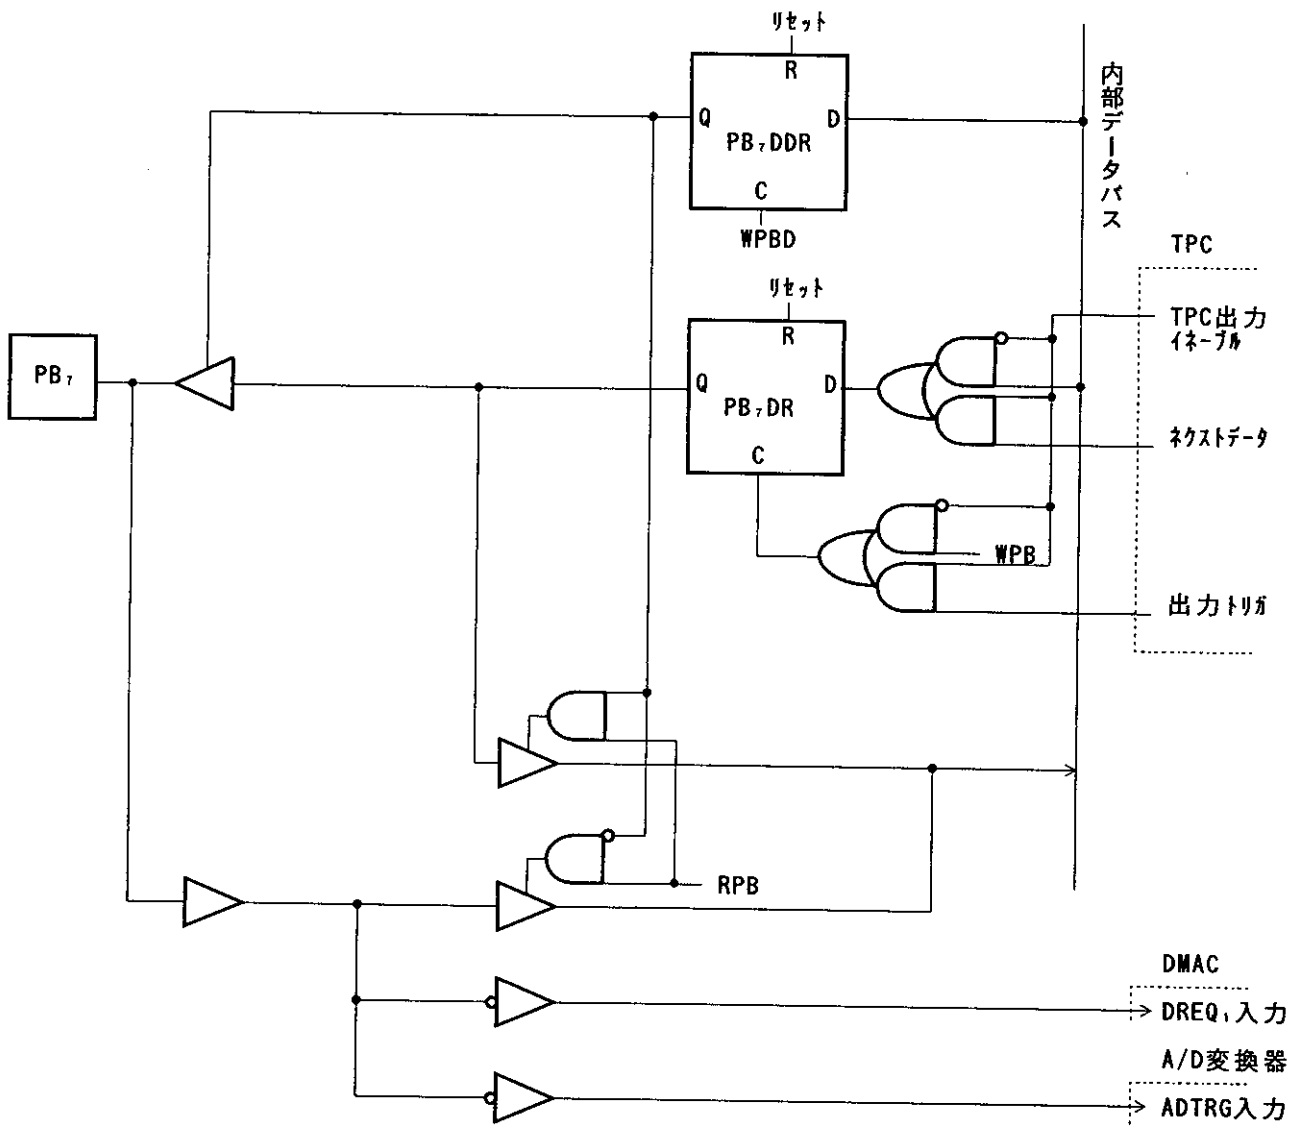 ﾘｾｯﾄ
R
Q
D
PB₇DDR
C
WPBD
内部データバス
TPC
ﾘｾｯﾄ
R
TPC出力
ｲﾈｰﾌﾞﾙ
PB₇
Q
D
PB₇DR
C
ﾈｸｽﾄﾃﾞｰﾀ
WPB
出力ﾄﾘｶﾞ
RPB
DMAC
DREQ₁入力
A/D変換器
ADTRG入力